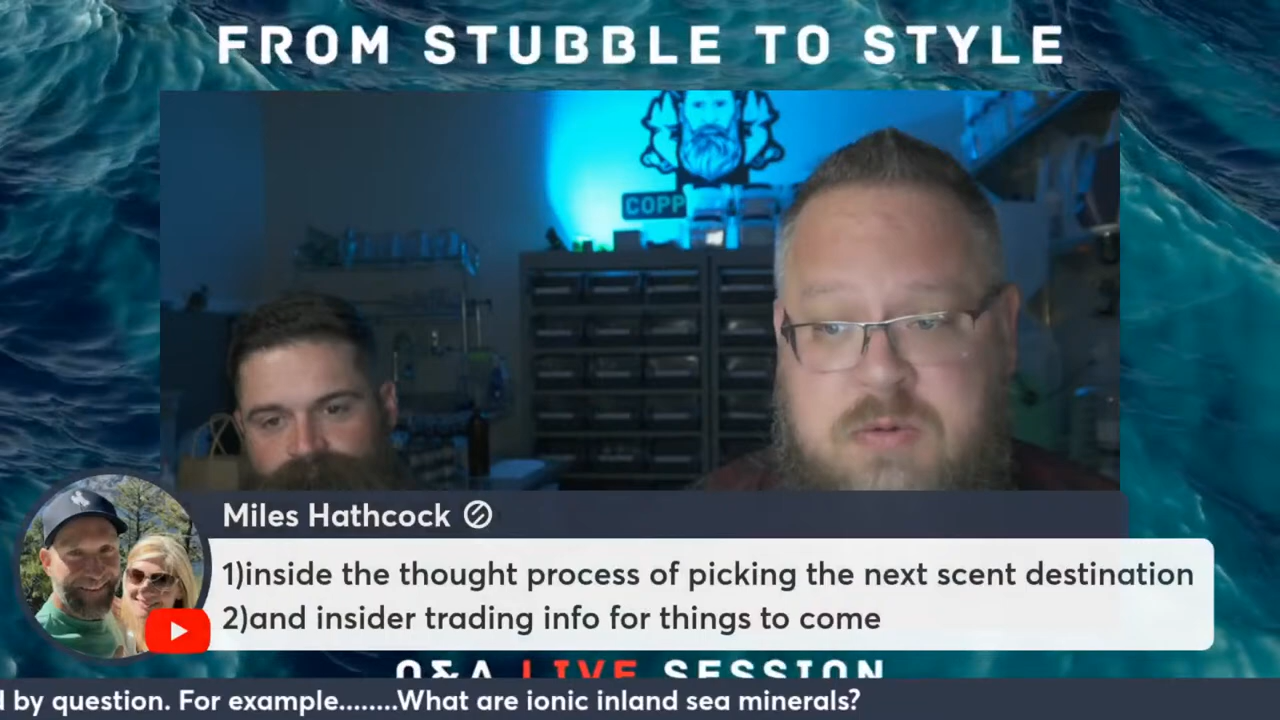 FROM STUBBLE TO STYLE
COPP
Miles Hathcock
1)inside the thought process of picking the next scent destination
2)and insider trading info for things to come
Q&A LIVE SESSION
by question. For example........What are ionic inland sea minerals?